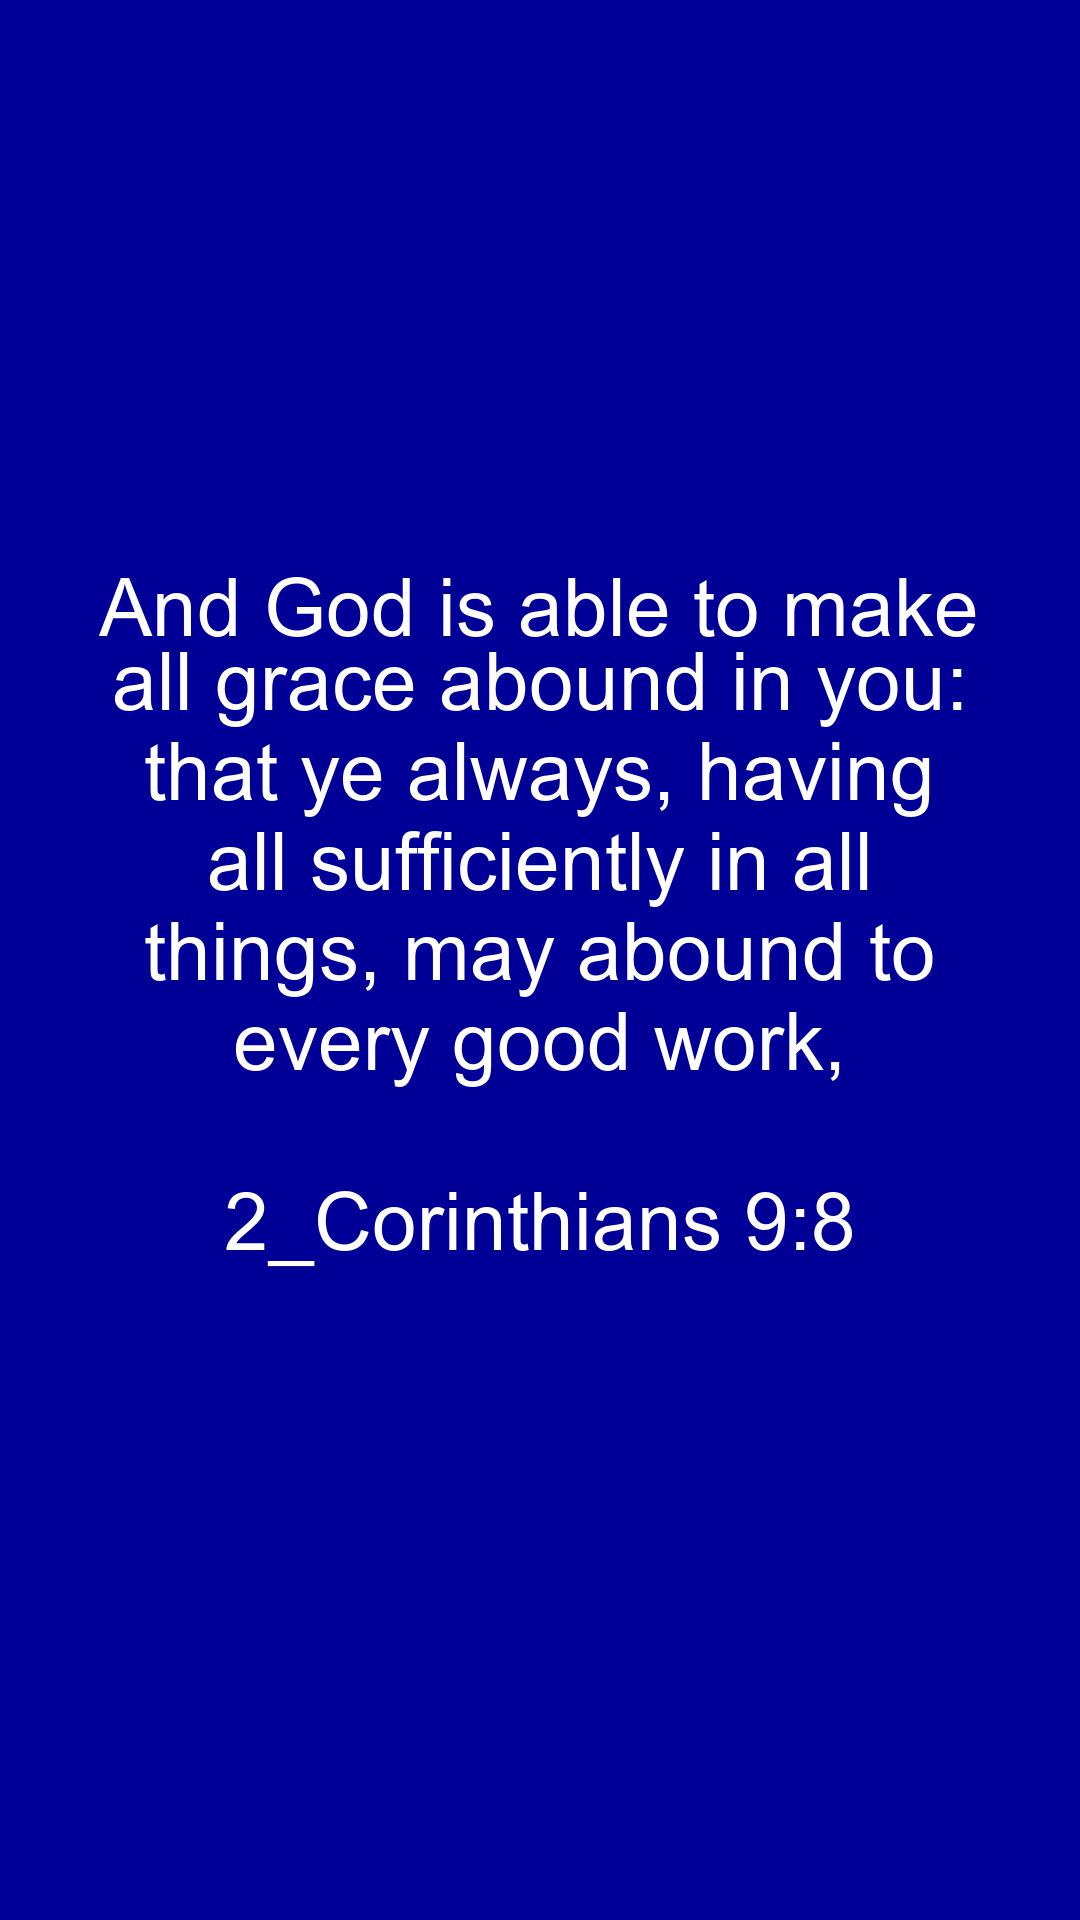 And God is able to make
all grace abound in you:
that ye always, having
all sufficiently in all
things, may abound to
every good work,
2_Corinthians 9:8